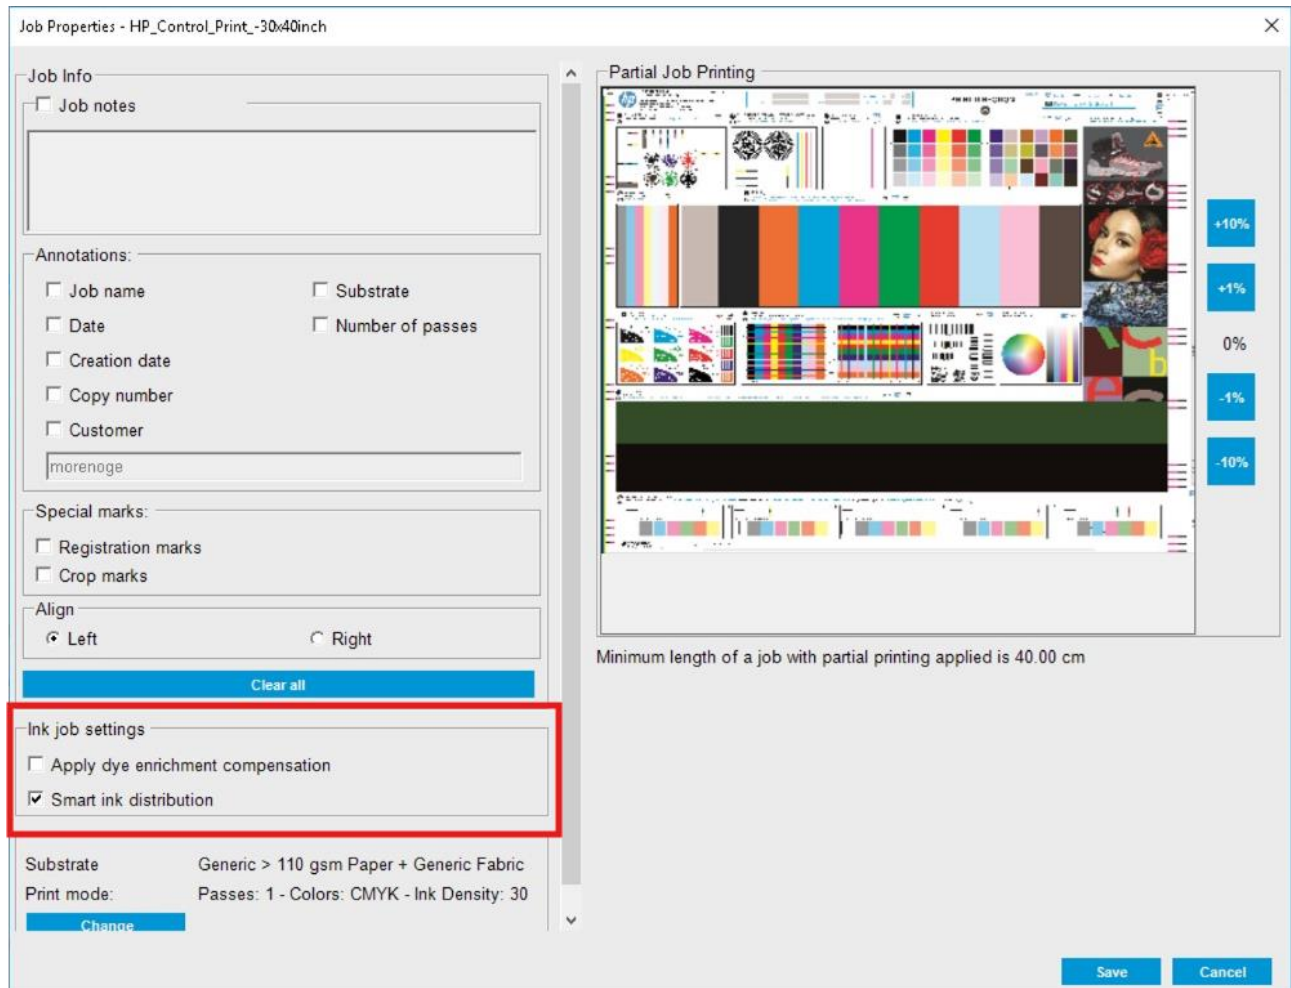 Job Properties - HP_Control_Print_-30x40inch
Job Info
Job notes
Annotations:
Job name
Substrate
Date
Number of passes
Creation date
Copy number
Customer
morenoge
Special marks:
Registration marks
Crop marks
Align
Left
Right
Clear all
Ink job settings
Apply dye enrichment compensation
Smart ink distribution
Substrate
Generic > 110 gsm Paper + Generic Fabric
Print mode:
Passes: 1 - Colors: CMYK - Ink Density: 30
Change
Partial Job Printing
+10%
+1%
0%
-1%
-10%
Minimum length of a job with partial printing applied is 40.00 cm
Save
Cancel